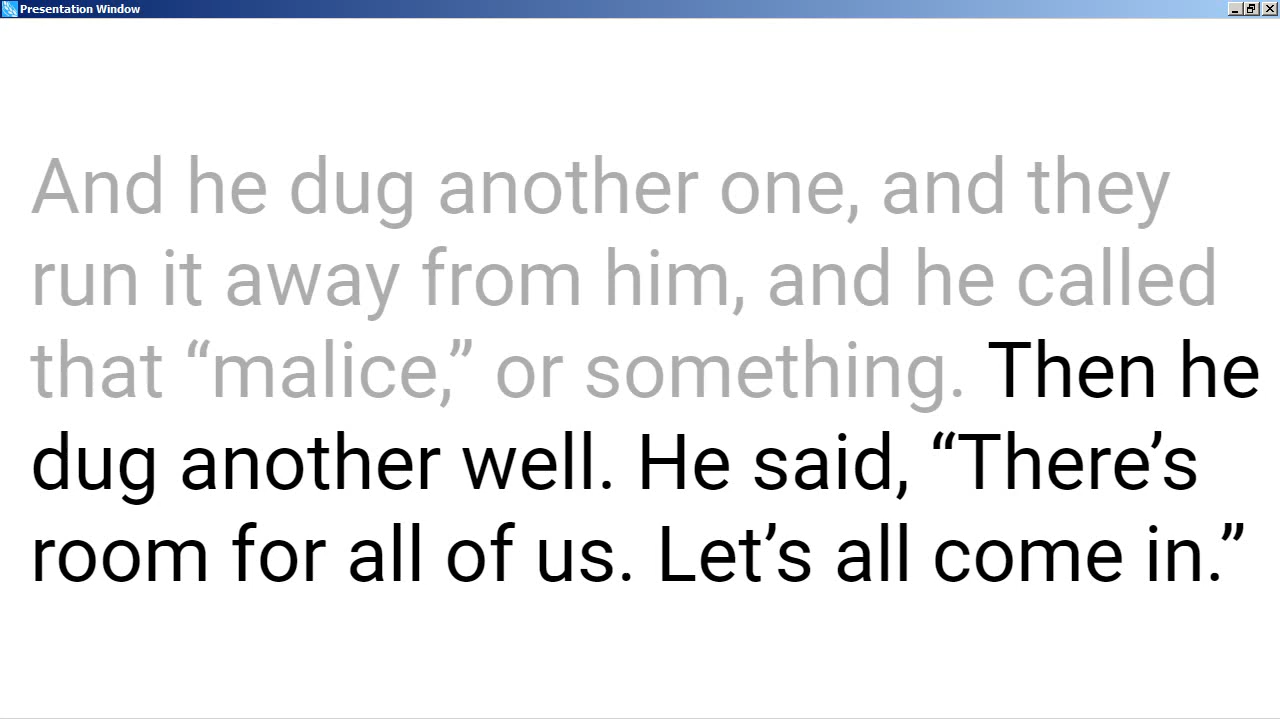 Presentation Window
And he dug another one, and they
run it away from him, and he called
that “malice,” or something. Then he
dug another well. He said, “There’s
room for all of us. Let’s all come in.”